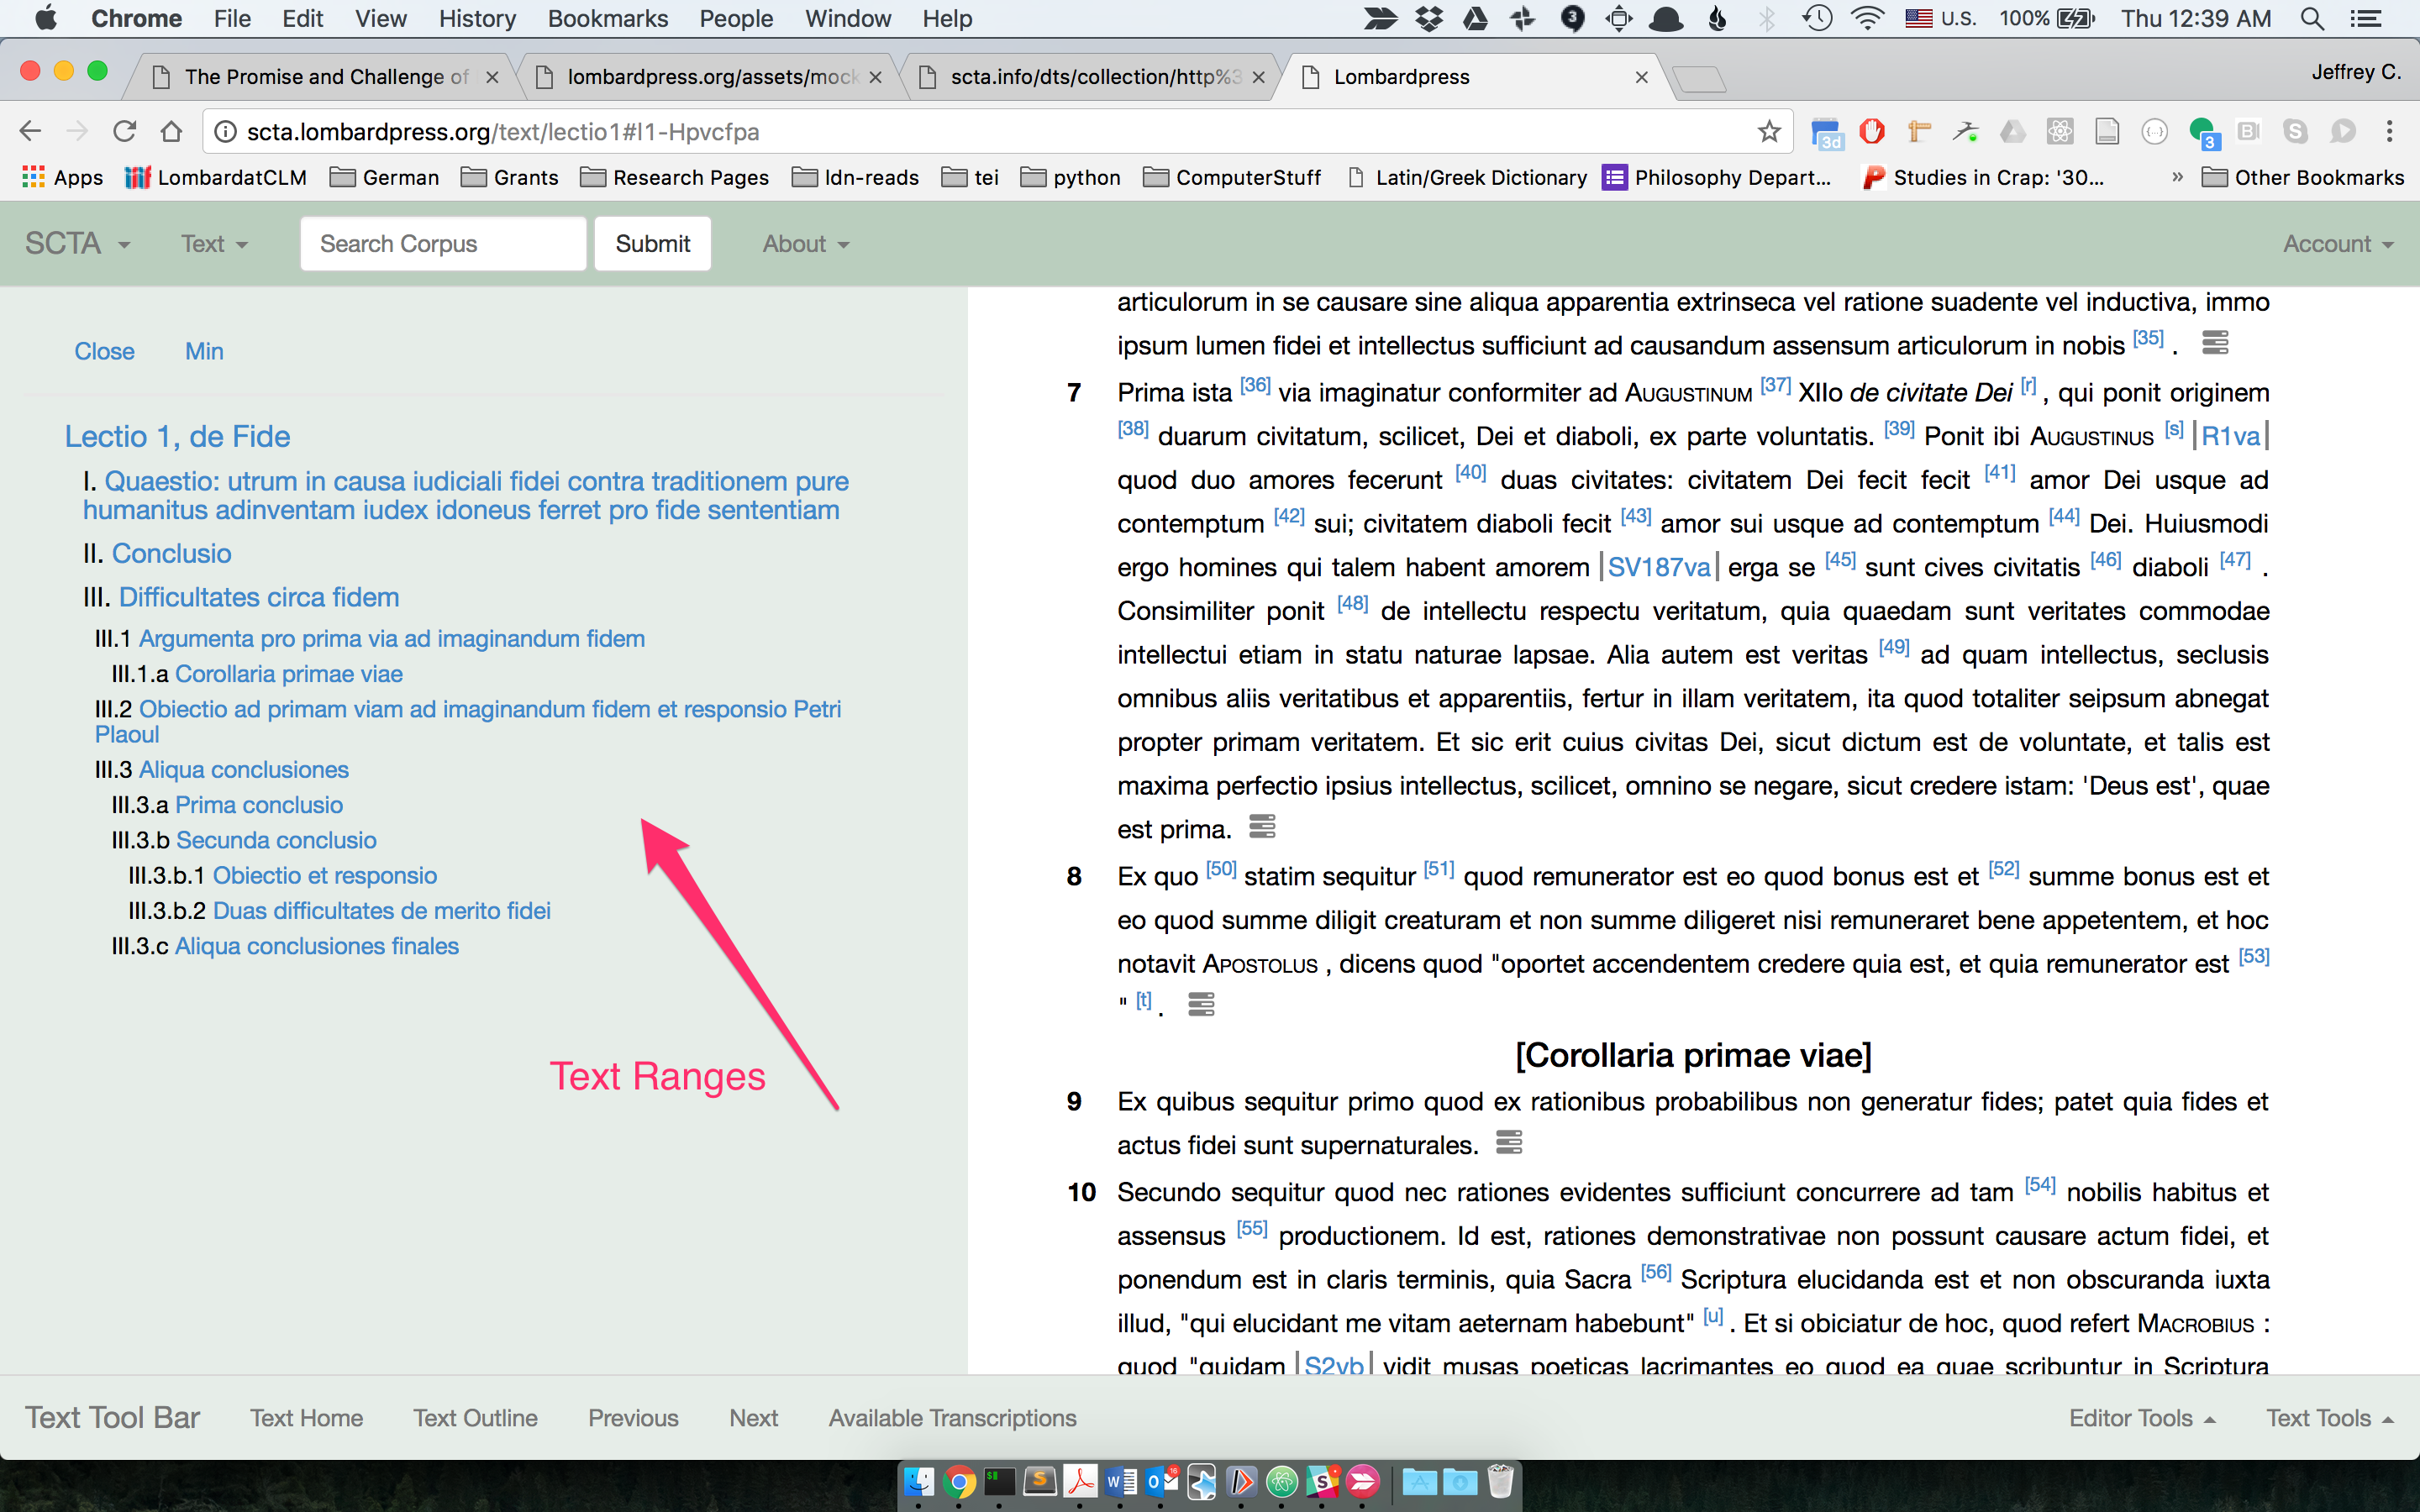 Chrome File Edit View History Bookmarks People Window Help 3 U.S. 100% Thu 12:39 AM
The Promise and Challenge of lombardpress.org/assets/mock scta.info/dts/collection/http%3 Lombardpress Jeffrey C.
scta.lombardpress.org/text/lectio1#l1-Hpvcfpa 3d 3
Apps LombardatCLM German Grants Research Pages ldn-reads tei python ComputerStuff Latin/Greek Dictionary Philosophy Depart... Studies in Crap: '30... » Other Bookmarks
SCTA Text Search Corpus Submit About Account
Close Min
Lectio 1, de Fide
I. Quaestio: utrum in causa iudiciali fidei contra traditionem pure
humanitus adinventam iudex idoneus ferret pro fide sententiam
II. Conclusio
III. Difficultates circa fidem
III.1 Argumenta pro prima via ad imaginandum fidem
III.1.a Corollaria primae viae
III.2 Obiectio ad primam viam ad imaginandum fidem et responsio Petri
Plaoul
III.3 Aliqua conclusiones
III.3.a Prima conclusio
III.3.b Secunda conclusio
III.3.b.1 Obiectio et responsio
III.3.b.2 Duas difficultates de merito fidei
III.3.c Aliqua conclusiones finales
Text Ranges
articulorum in se causare sine aliqua apparentia extrinseca vel ratione suadente vel inductiva, immo
ipsum lumen fidei et intellectus sufficiunt ad causandum assensum articulorum in nobis [35] .
7 Prima ista [36] via imaginatur conformiter ad Augustinum [37] XIIo de civitate Dei [r] , qui ponit originem
[38] duarum civitatum, scilicet, Dei et diaboli, ex parte voluntatis. [39] Ponit ibi Augustinus [s] |R1va|
quod duo amores fecerunt [40] duas civitates: civitatem Dei fecit fecit [41] amor Dei usque ad
contemptum [42] sui; civitatem diaboli fecit [43] amor sui usque ad contemptum [44] Dei. Huiusmodi
ergo homines qui talem habent amorem |SV187va| erga se [45] sunt cives civitatis [46] diaboli [47] .
Consimiliter ponit [48] de intellectu respectu veritatum, quia quaedam sunt veritates commodae
intellectui etiam in statu naturae lapsae. Alia autem est veritas [49] ad quam intellectus, seclusis
omnibus aliis veritatibus et apparentiis, fertur in illam veritatem, ita quod totaliter seipsum abnegat
propter primam veritatem. Et sic erit cuius civitas Dei, sicut dictum est de voluntate, et talis est
maxima perfectio ipsius intellectus, scilicet, omnino se negare, sicut credere istam: 'Deus est', quae
est prima.
8 Ex quo [50] statim sequitur [51] quod remunerator est eo quod bonus est et [52] summe bonus est et
eo quod summe diligit creaturam et non summe diligeret nisi remuneraret bene appetentem, et hoc
notavit Apostolus , dicens quod "oportet accendentem credere quia est, et quia remunerator est [53]
" [t] .
[Corollaria primae viae]
9 Ex quibus sequitur primo quod ex rationibus probabilibus non generatur fides; patet quia fides et
actus fidei sunt supernaturales.
10 Secundo sequitur quod nec rationes evidentes sufficiunt concurrere ad tam [54] nobilis habitus et
assensus [55] productionem. Id est, rationes demonstrativae non possunt causare actum fidei, et
ponendum est in claris terminis, quia Sacra [56] Scriptura elucidanda est et non obscuranda iuxta
illud, "qui elucidant me vitam aeternam habebunt" [u] . Et si obiciatur de hoc, quod refert Macrobius :
quod "quidam |S2vb| vidit musas poeticas lacrimantes eo quod ea quae scribuntur in Scriptura
Text Tool Bar Text Home Text Outline Previous Next Available Transcriptions Editor Tools Text Tools